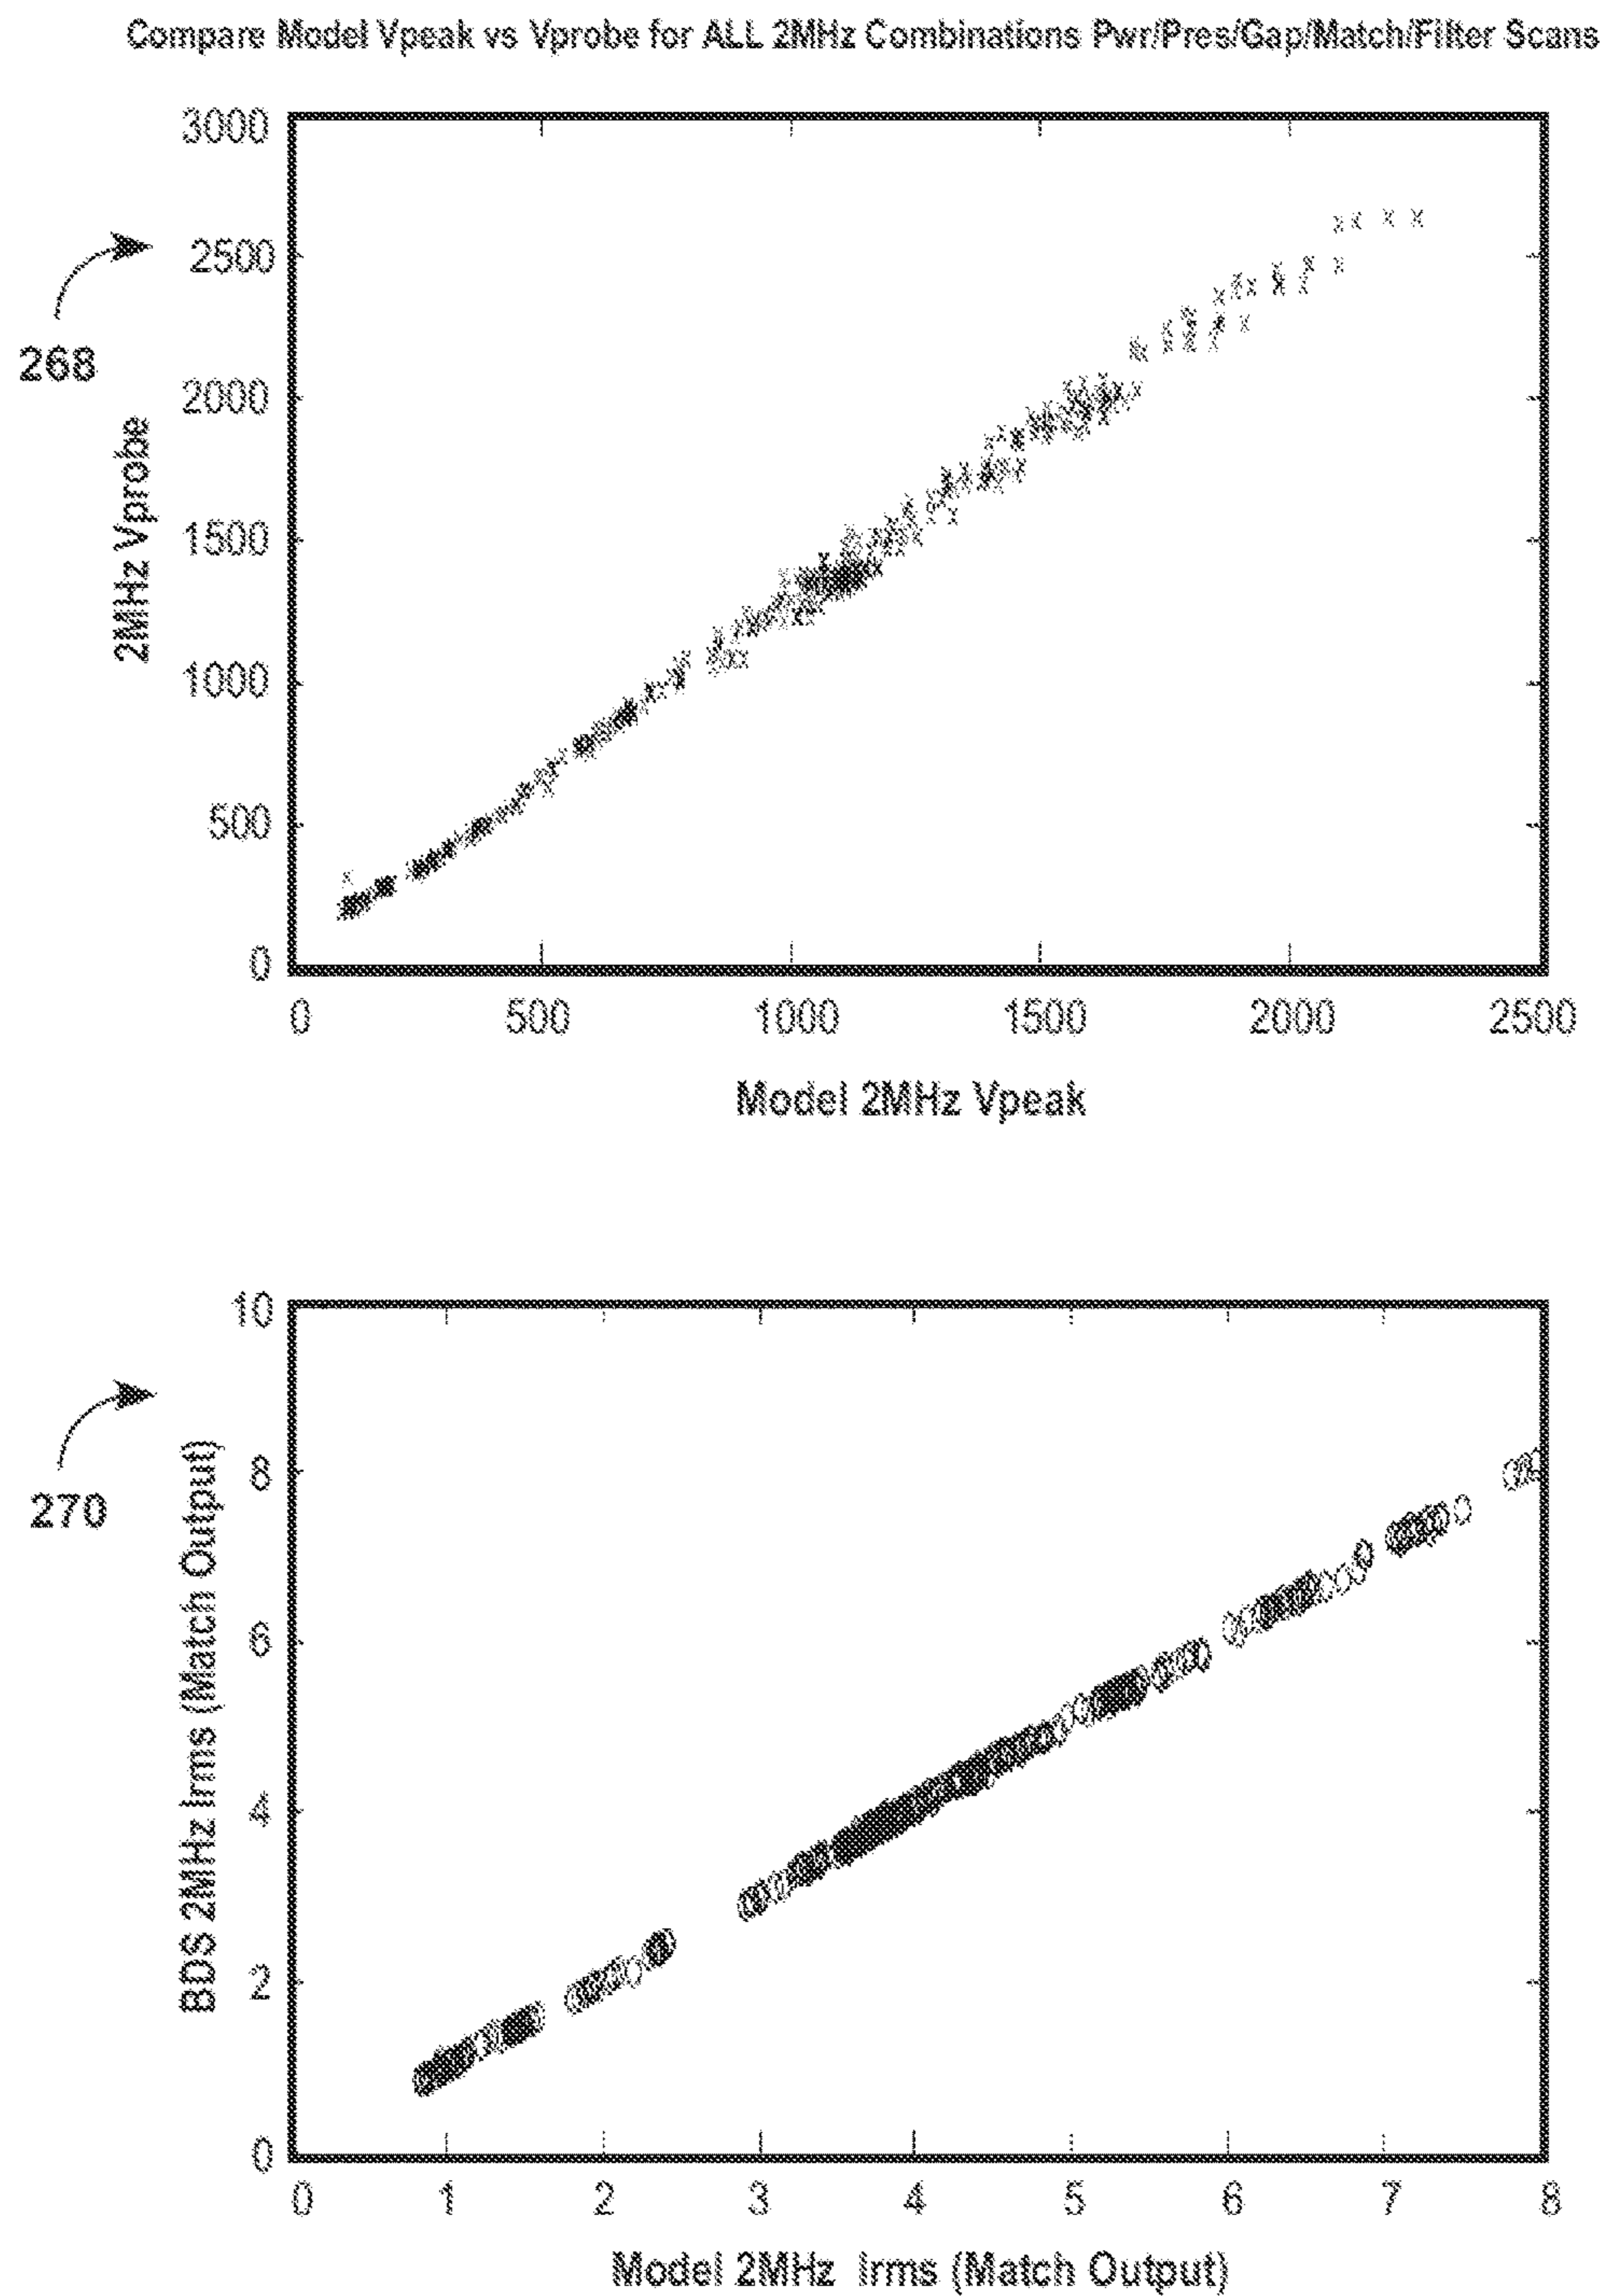 Compare Model Vpeak vs Vprobe for ALL 2MHz Combinations Pwr/Pres/Gap/Match/Filter Scans
3000
2500
2000
1500
1000
500
0
268
2MHz Vprobe
0 500 1000 1500 2000 2500
Model 2MHz Vpeak
10
8
6
4
2
0
270
BDS 2MHz Irms (Match Output)
0 1 2 3 4 5 6 7 8
Model 2MHz Irms (Match Output)